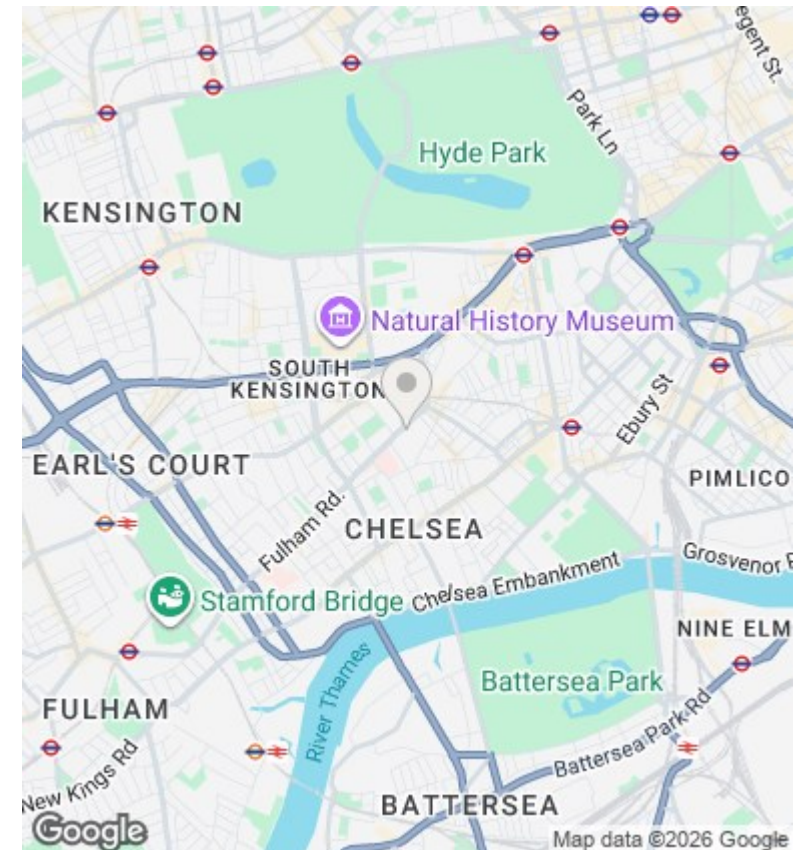 egent St.
Park Ln
Hyde Park
KENSINGTON
Natural History Museum
SOUTH
KENSINGTON
Ebury St
EARL'S COURT
PIMLICO
Fulham Rd.
CHELSEA
Grosvenor R
Chelsea Embankment
Stamford Bridge
NINE ELM
River Thames
Battersea Park
FULHAM
Battersea Park Rd
New Kings Rd
BATTERSEA
Google
Map data ©2026 Google